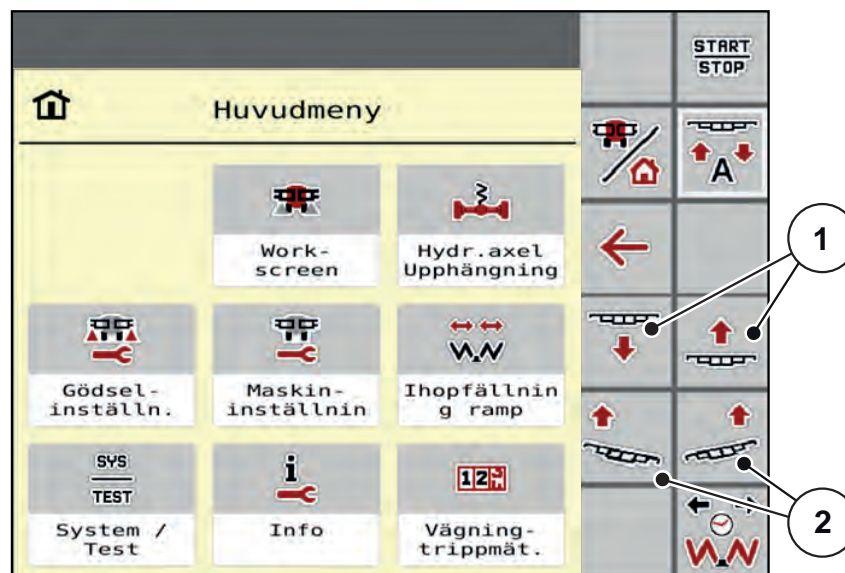 START
STOP
Huvudmeny
A
1
Work-
screen
Hydr.axel
Upphängning
Gödsel-
inställn.
Maskin-
inställnin
Ihopfällnin
g ramp
SYS
TEST
i
System /
Test
Info
Vägning-
trippmät.
2